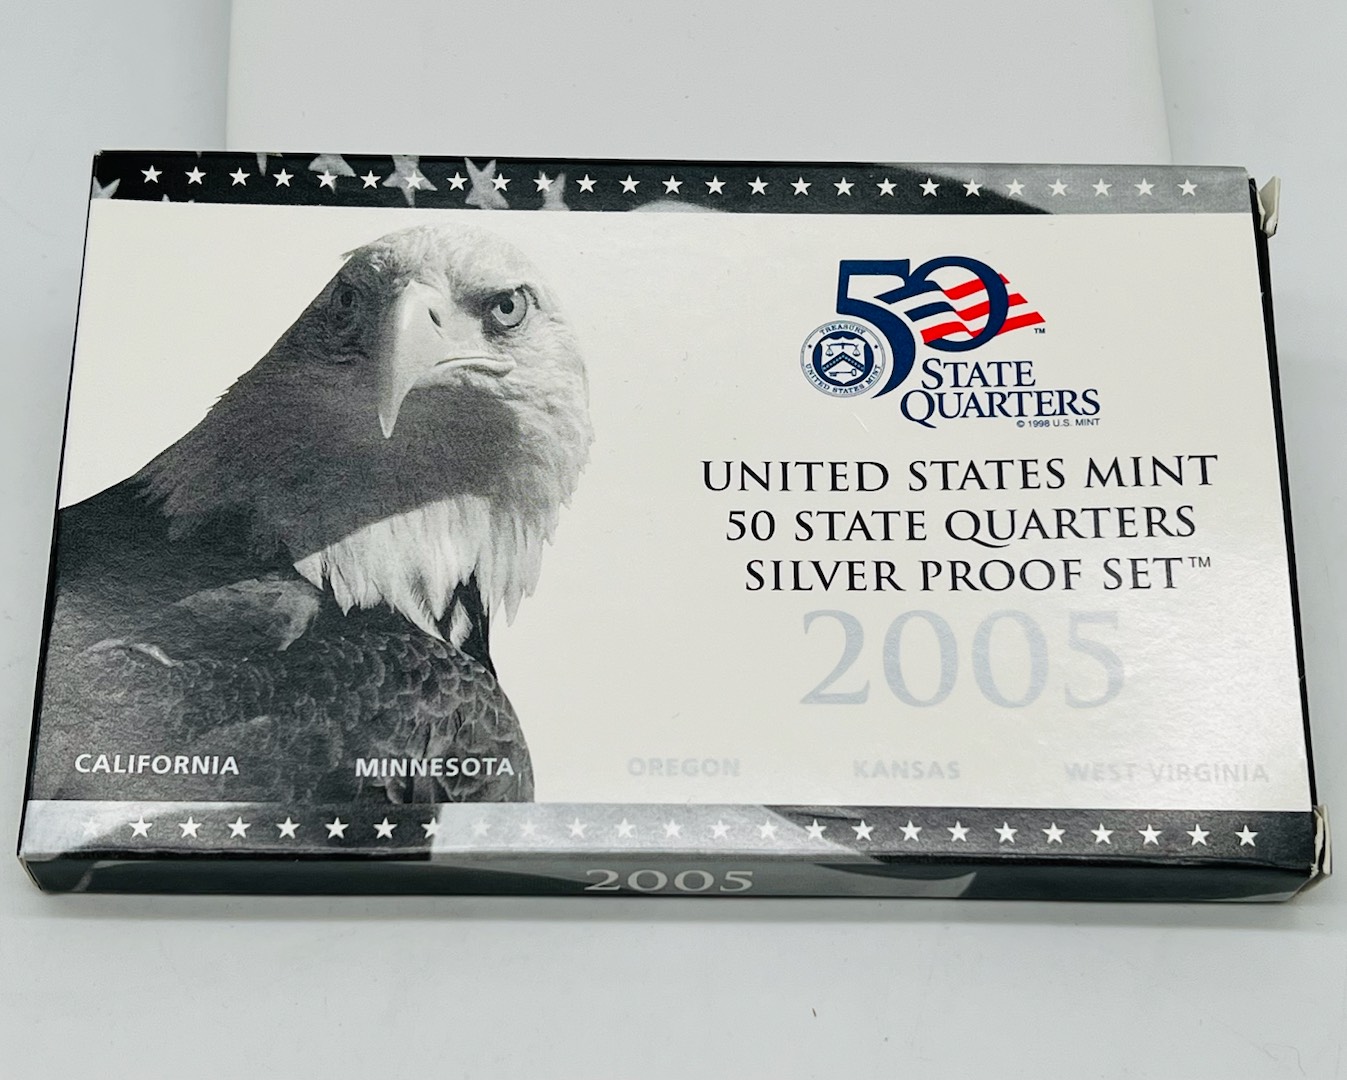 50™
TREASURY
UNITED STATES MINT
STATE
QUARTERS
© 1998 U.S. MINT
UNITED STATES MINT
50 STATE QUARTERS
SILVER PROOF SET™
2005
CALIFORNIA MINNESOTA OREGON KANSAS WEST VIRGINIA
2005